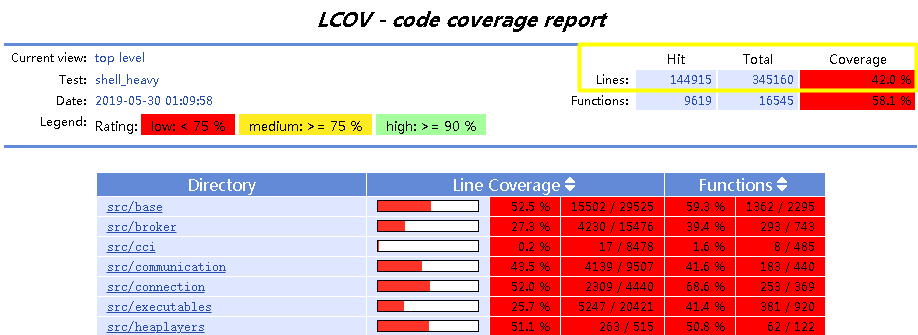 LCOV - code coverage report
Current view: top level
Hit Total Coverage
Test: shell_heavy
Lines: 144915 345160 42.0 %
Date: 2019-05-30 01:09:58
Functions: 9619 16545 58.1 %
Legend: Rating: low: < 75 % medium: >= 75 % high: >= 90 %
Directory Line Coverage Functions
src/base 52.5 % 15502 / 29525 59.3 % 1362 / 2295
src/broker 27.3 % 4230 / 15476 39.4 % 293 / 743
src/cci 0.2 % 17 / 8478 1.6 % 8 / 485
src/communication 43.5 % 4139 / 9507 41.6 % 183 / 440
src/connection 52.0 % 2309 / 4440 68.6 % 253 / 369
src/executables 25.7 % 5247 / 20421 41.4 % 381 / 920
src/heaplayers 51.1 % 263 / 515 50.8 % 62 / 122